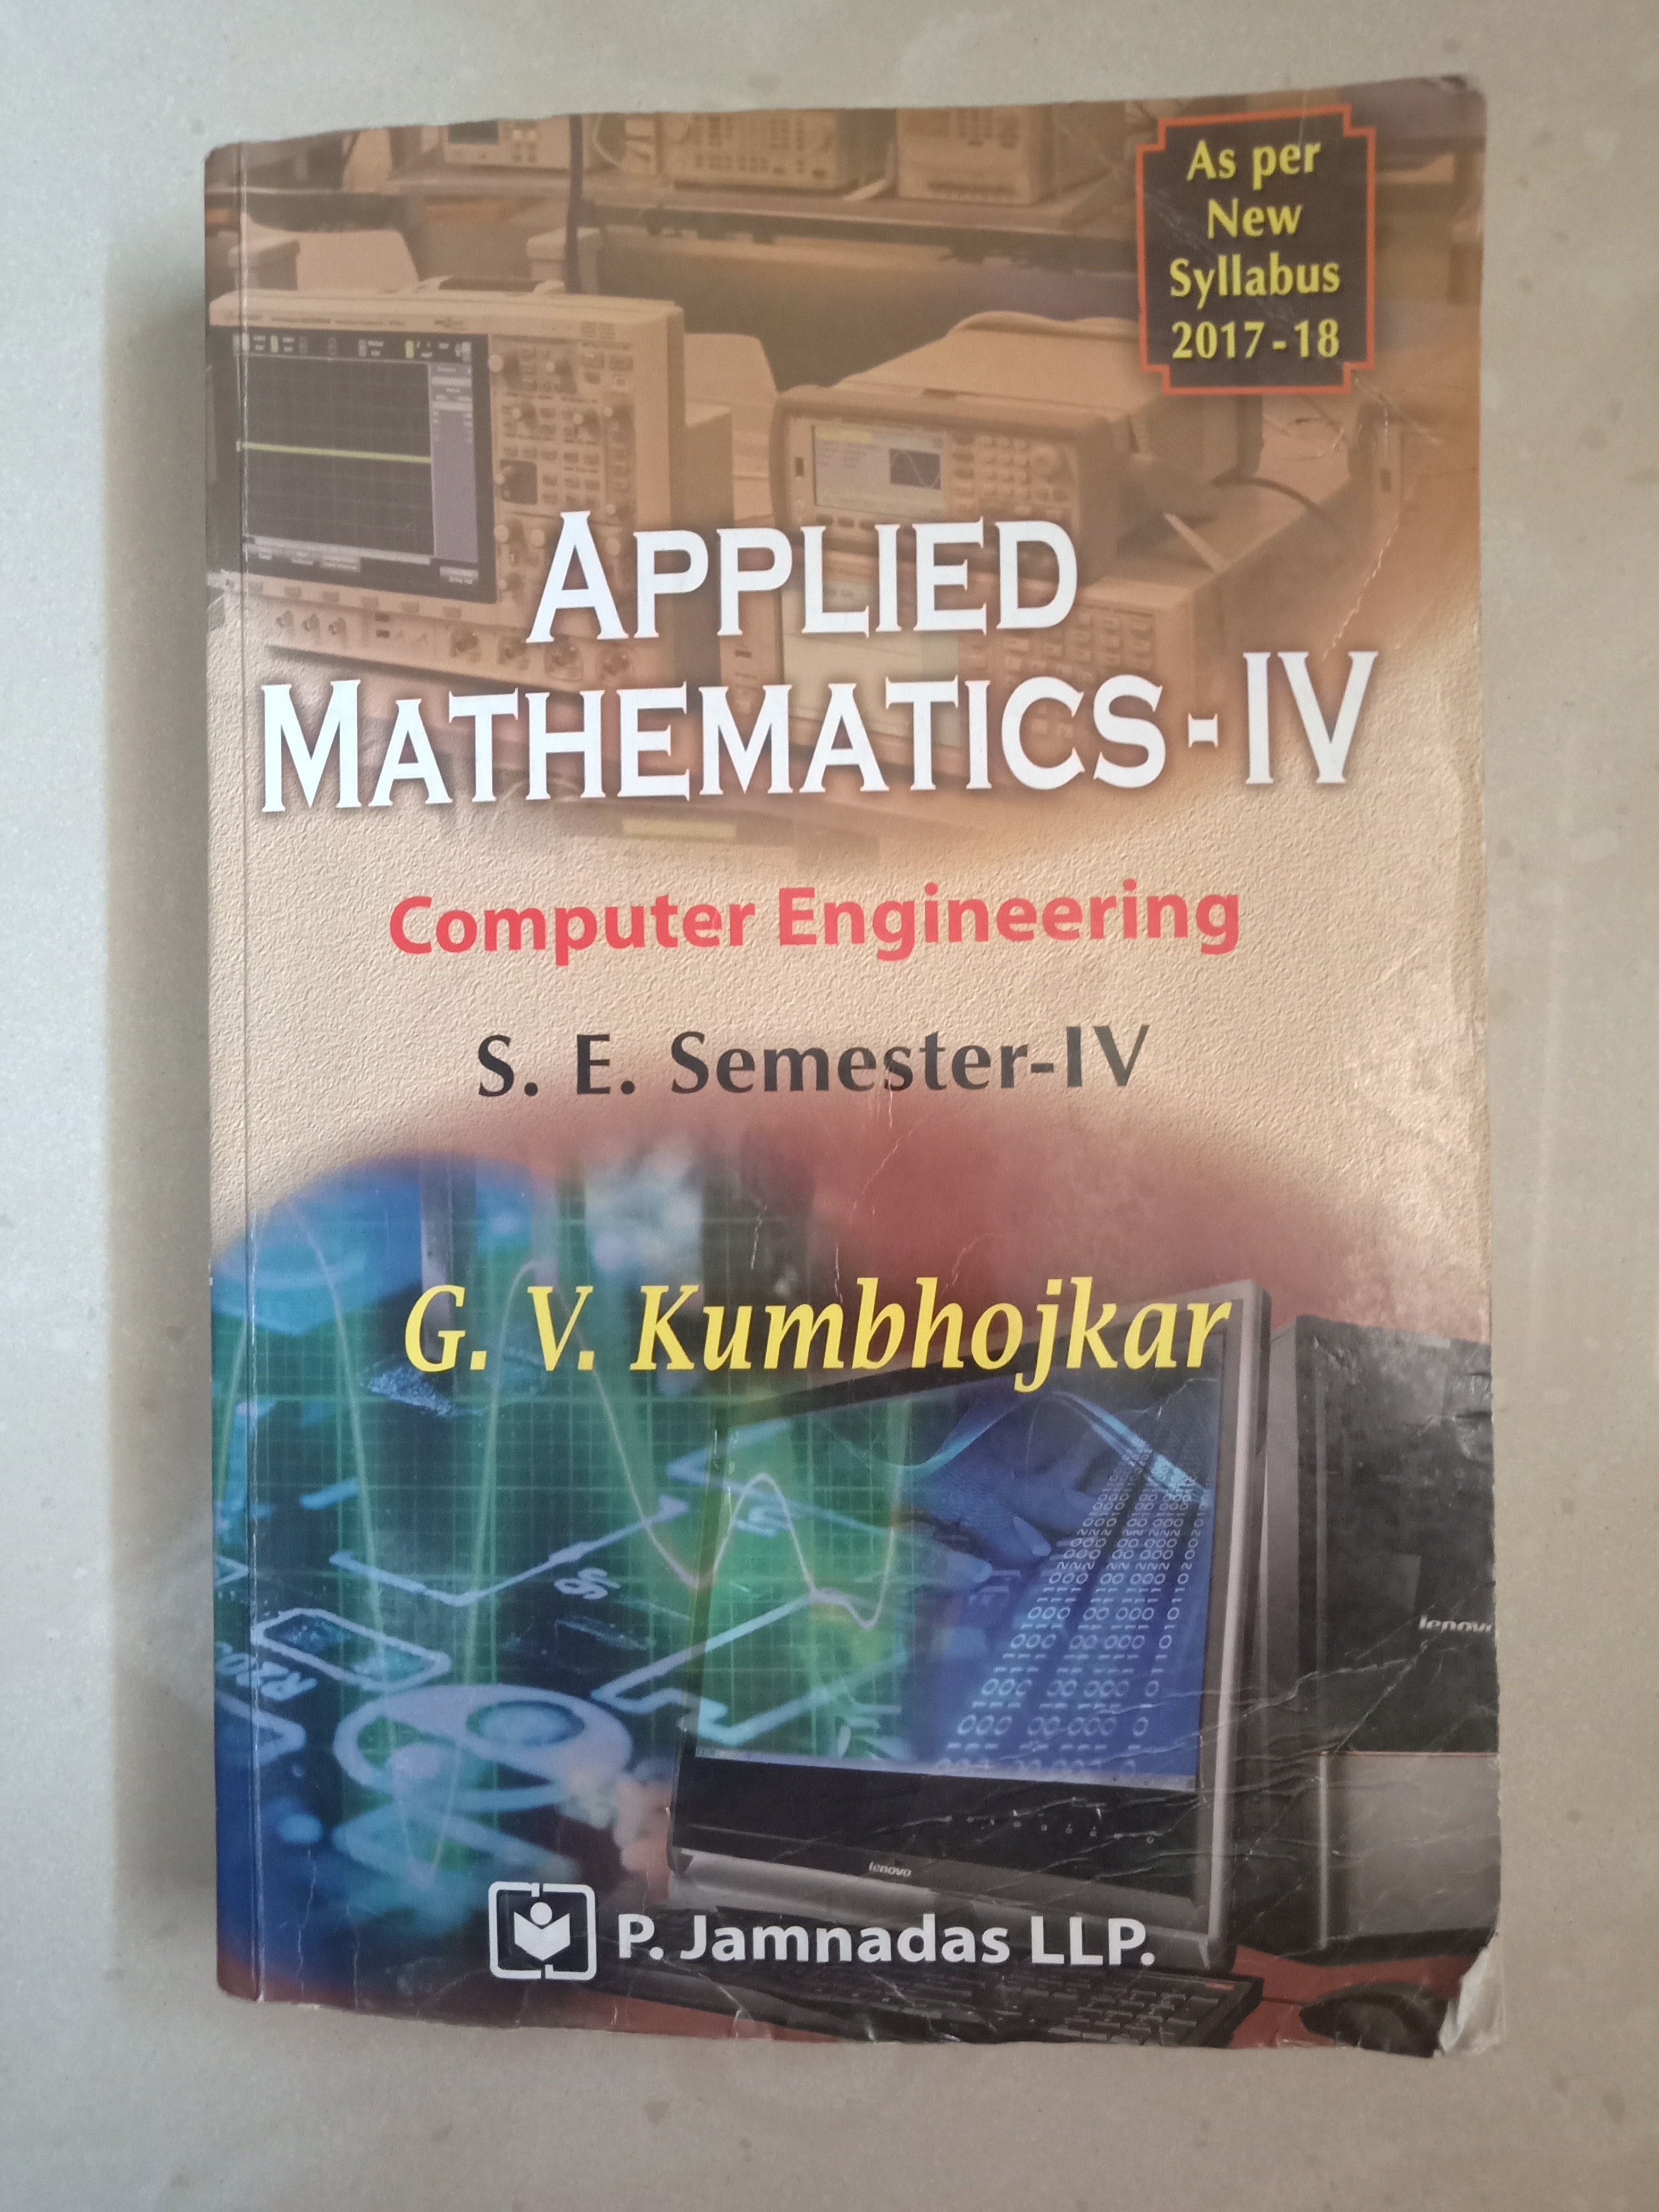 As per
New
Syllabus
2017-18
APPLIED
MATHEMATICS-IV
Computer Engineering
S. E. Semester-IV
G. V. Kumbhojkar
lenovo
lenovo
P. Jamnadas LLP.